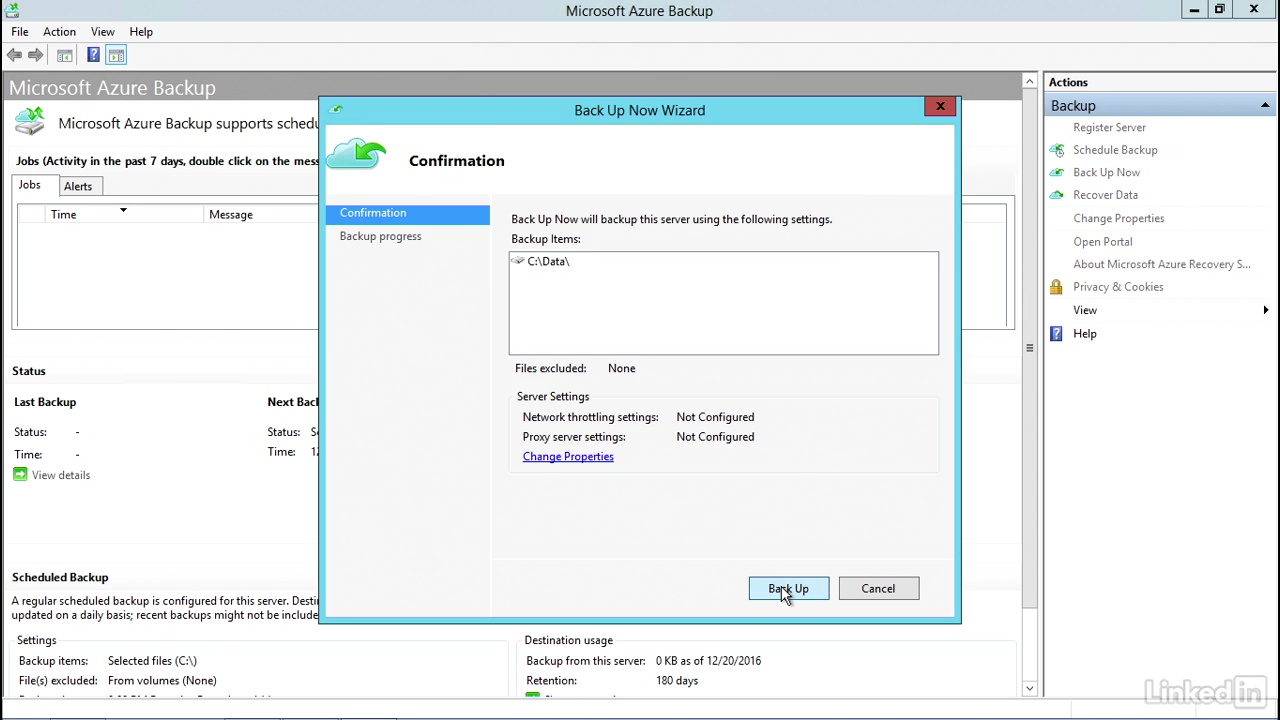 Microsoft Azure Backup
File Action View Help
Microsoft Azure Backup
Microsoft Azure Backup supports schedu
Jobs (Activity in the past 7 days, double click on the mess
Jobs Alerts
Time Message
Status
Last Backup Next Back
Status: - Status:
Time: - Time:
View details
Scheduled Backup
A regular scheduled backup is configured for this server.
updated on a daily basis; recent backups might not be include
Settings
Backup items: Selected files (C:\)
File(s) excluded: From volumes (None)
Destination usage
Backup from this server: 0 KB as of 12/20/2016
Retention: 180 days
Back Up Now Wizard
Confirmation
Confirmation
Backup progress
Back Up Now will backup this server using the following settings.
Backup Items:
C:\Data\
Files excluded: None
Server Settings
Network throttling settings: Not Configured
Proxy server settings: Not Configured
Change Properties
Back Up Cancel
Actions
Backup
Register Server
Schedule Backup
Back Up Now
Recover Data
Change Properties
Open Portal
About Microsoft Azure Recovery S...
Privacy & Cookies
View
Help
LinkedIn